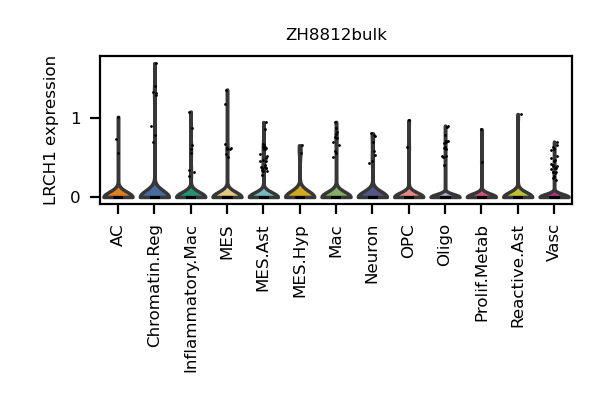 ZH8812bulk
LRCH1 expression
1
0
AC
Chromatin.Reg
Inflammatory.Mac
MES
MES.Ast
MES.Hyp
Mac
Neuron
OPC
Oligo
Prolif.Metab
Reactive.Ast
Vasc